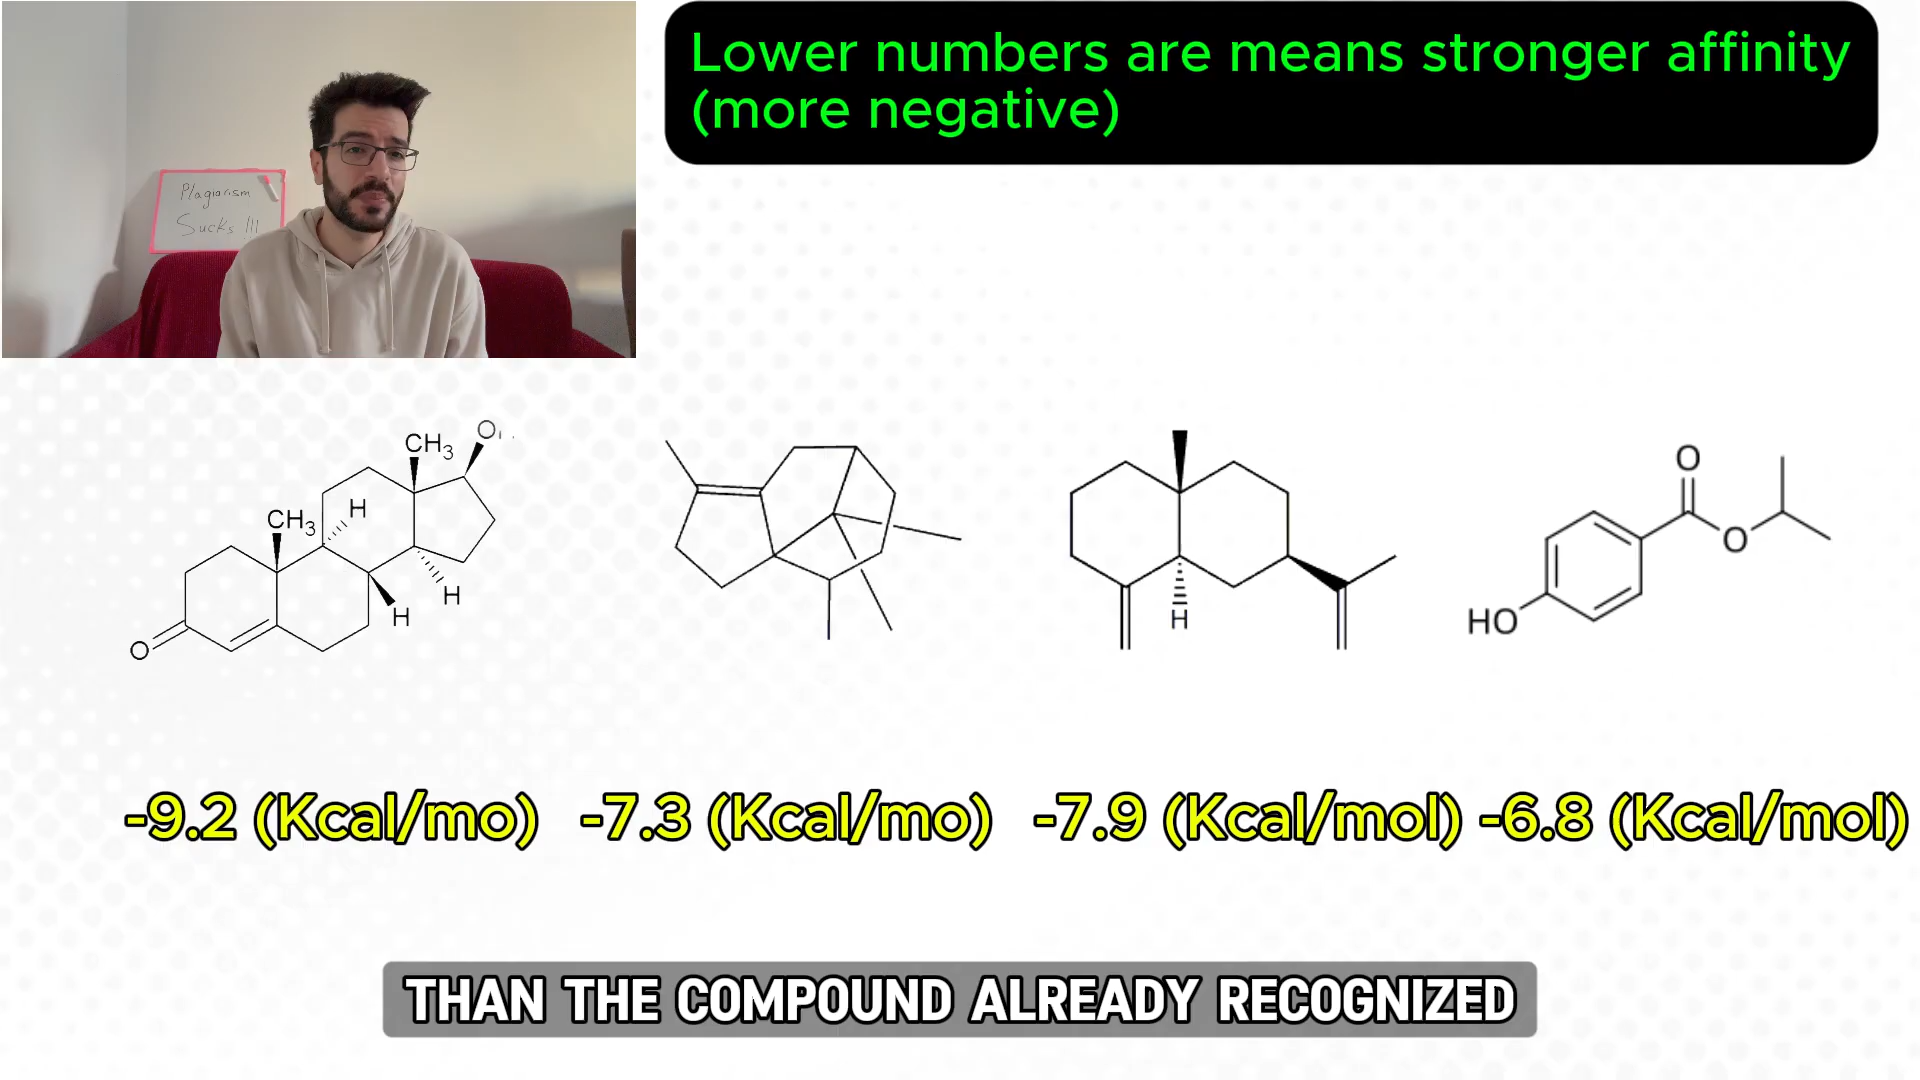 Lower numbers are means stronger affinity
(more negative)
Plagiarism
Sucks !!!
CH3
O
CH3
H
H
H
O
H
O
O
HO
-9.2 (Kcal/mo)
-7.3 (Kcal/mo)
-7.9 (Kcal/mol)
-6.8 (Kcal/mol)
THAN THE COMPOUND ALREADY RECOGNIZED